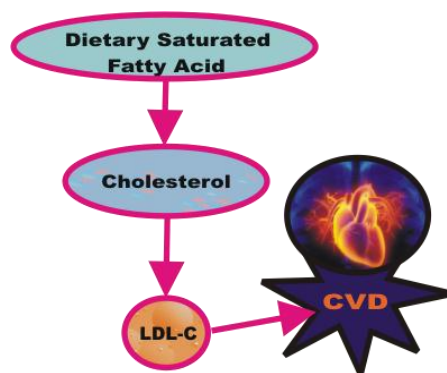 Dietary Saturated
Fatty Acid
Cholesterol
LDL-C
CVD